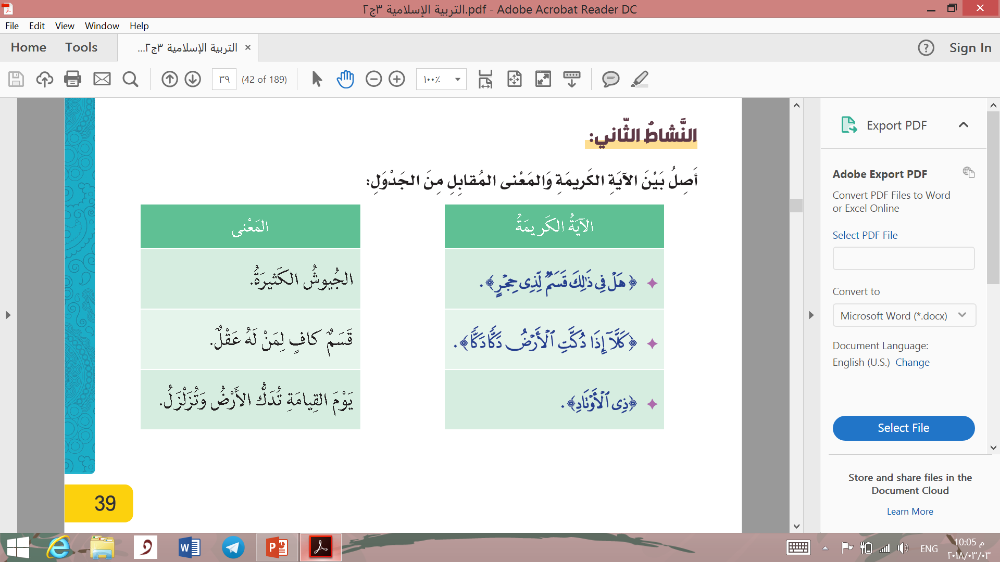 التربية الإسلامية ٣ج٢.pdf - Adobe Acrobat Reader DC
File Edit View Window Help
Home Tools التربية الإسلامية ٣ج٢... × Sign In
٣٩ (42 of 189) ١٠٠٪
النَّشاطُ الثّاني:
أَصِلُ بَيْنَ الآيَةِ الكَريمَةِ وَالمَعْنى المُقابِلِ مِنَ الجَدْوَلِ:
الآيَةُ الكَريمَةُ
﴿هَلْ فِى ذَٰلِكَ قَسَمٌ لِّذِى حِجْرٍ﴾.
﴿كَلَّآ إِذَا دُكَّتِ ٱلْأَرْضُ دَكًّا دَكًّا﴾.
﴿ذِى ٱلْأَوْتَادِ﴾.
المَعْنى
الجُيوشُ الكَثيرَةُ.
قَسَمٌ كافٍ لِمَنْ لَهُ عَقْلٌ.
يَوْمَ القِيامَةِ تُدَكُّ الأَرْضُ وَتُزَلْزَلُ.
39
Export PDF
Adobe Export PDF
Convert PDF Files to Word
or Excel Online
Select PDF File
Convert to
Microsoft Word (*.docx)
Document Language:
English (U.S.) Change
Select File
Store and share files in the
Document Cloud
Learn More
ENG
10:05 م
٢٠١٨/٠٣/٠٣